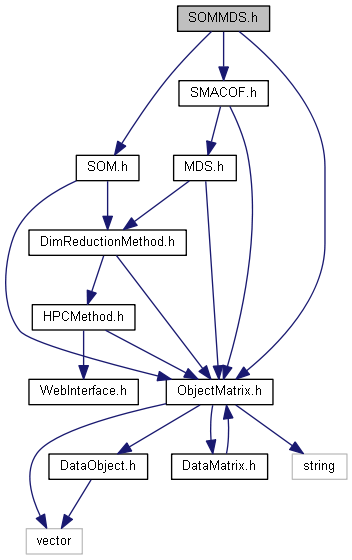 SOMMDS.h
SMACOF.h
SOM.h
MDS.h
DimReductionMethod.h
HPCMethod.h
WebInterface.h
ObjectMatrix.h
DataObject.h
DataMatrix.h
string
vector